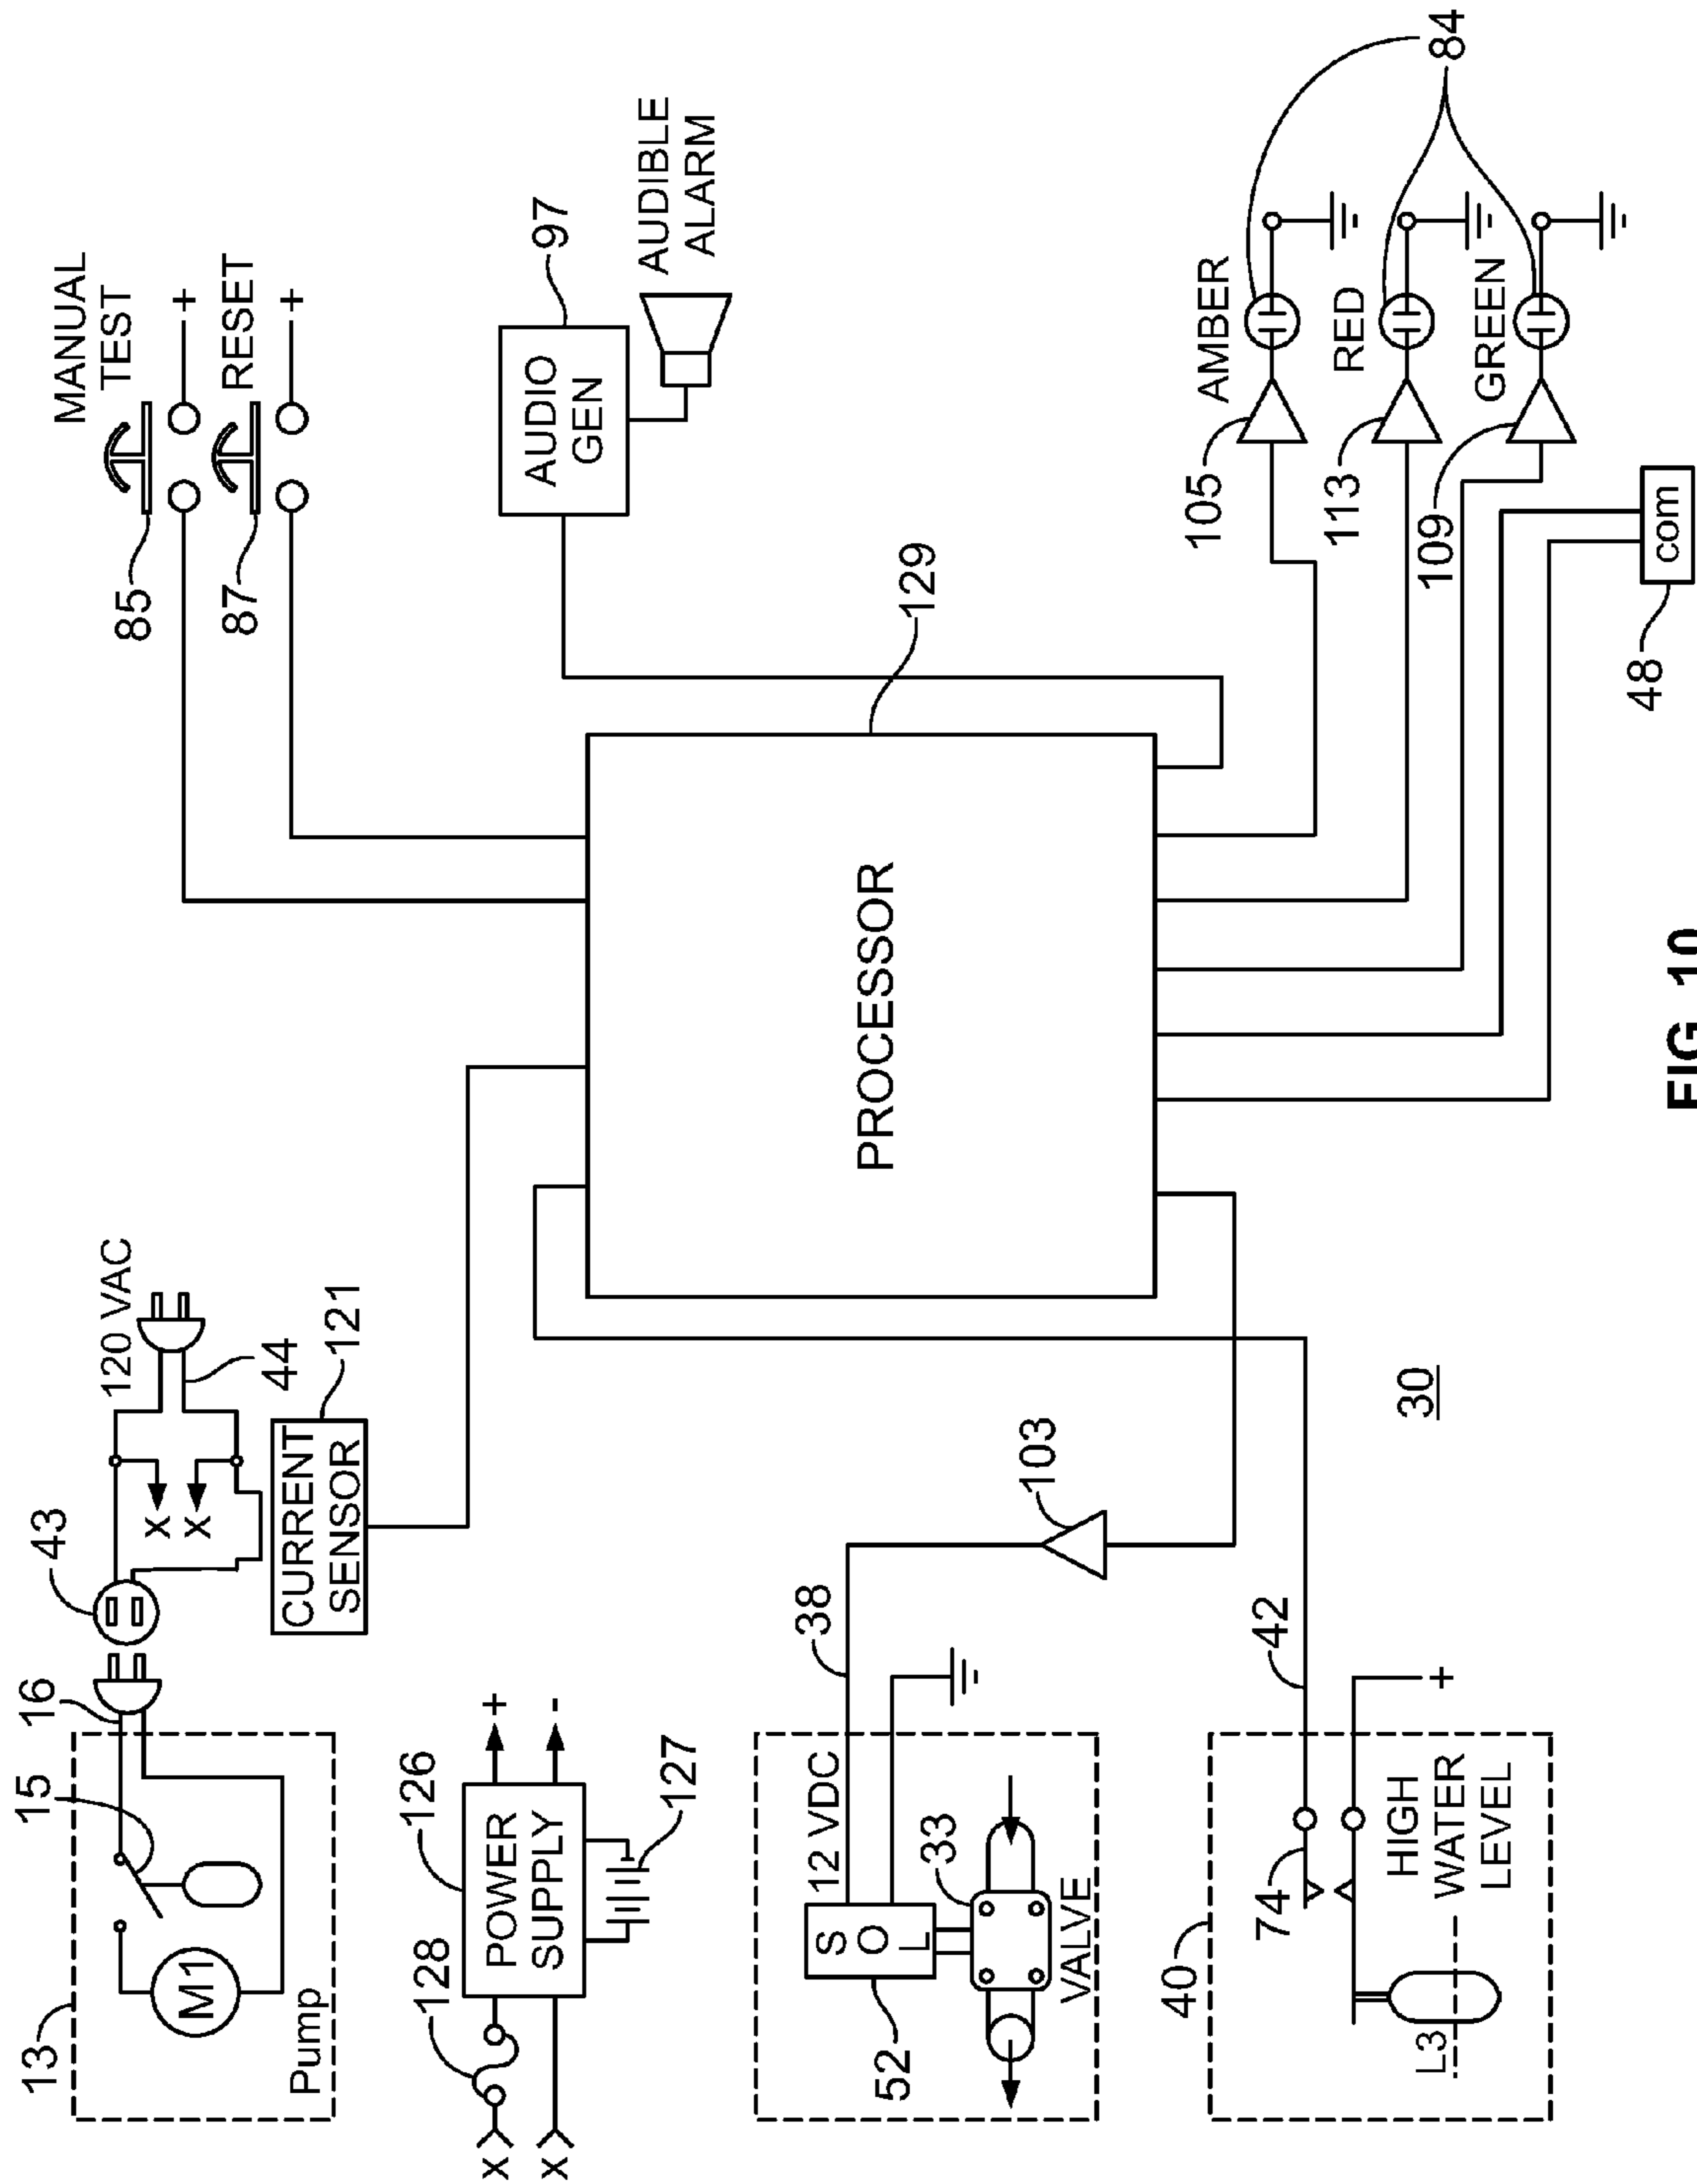 13
15
16
43
120 VAC
44
M1
Pump
CURRENT
SENSOR
121
X
X
128
126
POWER
SUPPLY
127
X
X
+
-
MANUAL
TEST
85
+
RESET
87
+
AUDIO
GEN
97
AUDIBLE
ALARM
PROCESSOR
129
38
103
12 VDC
SOL
52
33
VALVE
40
74
42
+
HIGH
WATER
LEVEL
L3
30
105
AMBER
113
RED
109
GREEN
84
48
com
FIG. 10